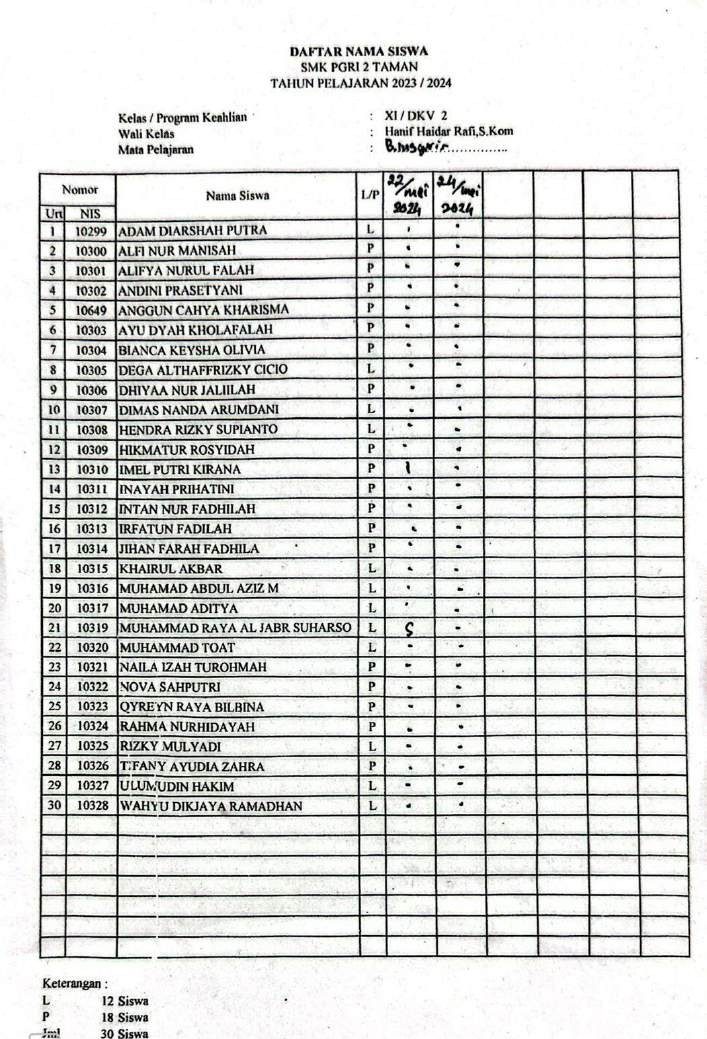 DAFTAR NAMA SISWA
SMK PGRI 2 TAMAN
TAHUN PELAJARAN 2023 / 2024
Kelas / Program Keahlian : XI / DKV 2
Wali Kelas : Hanif Haidar Rafi,S.Kom
Mata Pelajaran : B.
Nomor Nama Siswa L/P 22/mei 2024 24/mei 2024
Urt NIS
1 10299 ADAM DIARSHAH PUTRA L
2 10300 ALFI NUR MANISAH P
3 10301 ALIFYA NURUL FALAH P
4 10302 ANDINI PRASETYANI P
5 10649 ANGGUN CAHYA KHARISMA P
6 10303 AYU DYAH KHOLAFALAH P
7 10304 BIANCA KEYSHA OLIVIA P
8 10305 DEGA ALTHAFFRIZKY CICIO L
9 10306 DHIYAA NUR JALIILAH P
10 10307 DIMAS NANDA ARUMDANI L
11 10308 HENDRA RIZKY SUPIANTO L
12 10309 HIKMATUR ROSYIDAH P
13 10310 IMEL PUTRI KIRANA P
14 10311 INAYAH PRIHATINI P
15 10312 INTAN NUR FADHILAH P
16 10313 IRFATUN FADILAH P
17 10314 JIHAN FARAH FADHILA P
18 10315 KHAIRUL AKBAR L
19 10316 MUHAMAD ABDUL AZIZ M L
20 10317 MUHAMAD ADITYA L
21 10319 MUHAMMAD RAYA AL JABR SUHARSO L S
22 10320 MUHAMMAD TOAT L
23 10321 NAILA IZAH TUROHMAH P
24 10322 NOVA SAHPUTRI P
25 10323 QYREYN RAYA BILBINA P
26 10324 RAHMA NURHIDAYAH P
27 10325 RIZKY MULYADI L
28 10326 TIFANY AYUDIA ZAHRA P
29 10327 ULUMUDIN HAKIM L
30 10328 WAHYU DIKJAYA RAMADHAN L
Keterangan :
L 12 Siswa
P 18 Siswa
Jml 30 Siswa